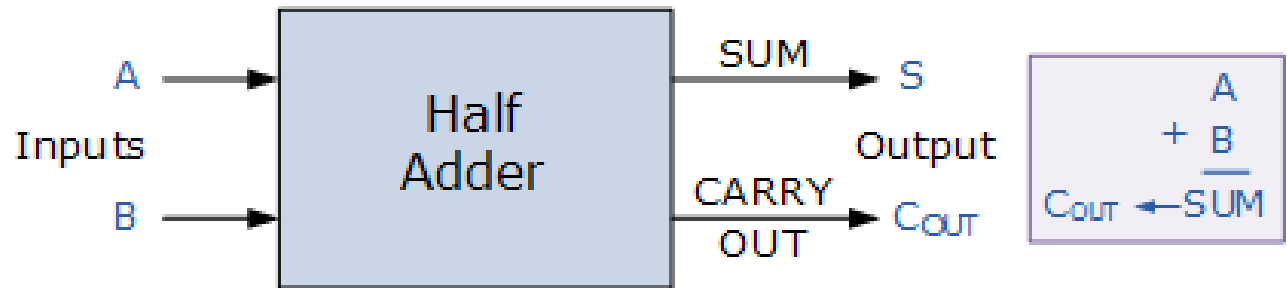 A
Inputs
B
Half
Adder
SUM
S
Output
CARRY
OUT
COUT
A
+ B
COUT SUM